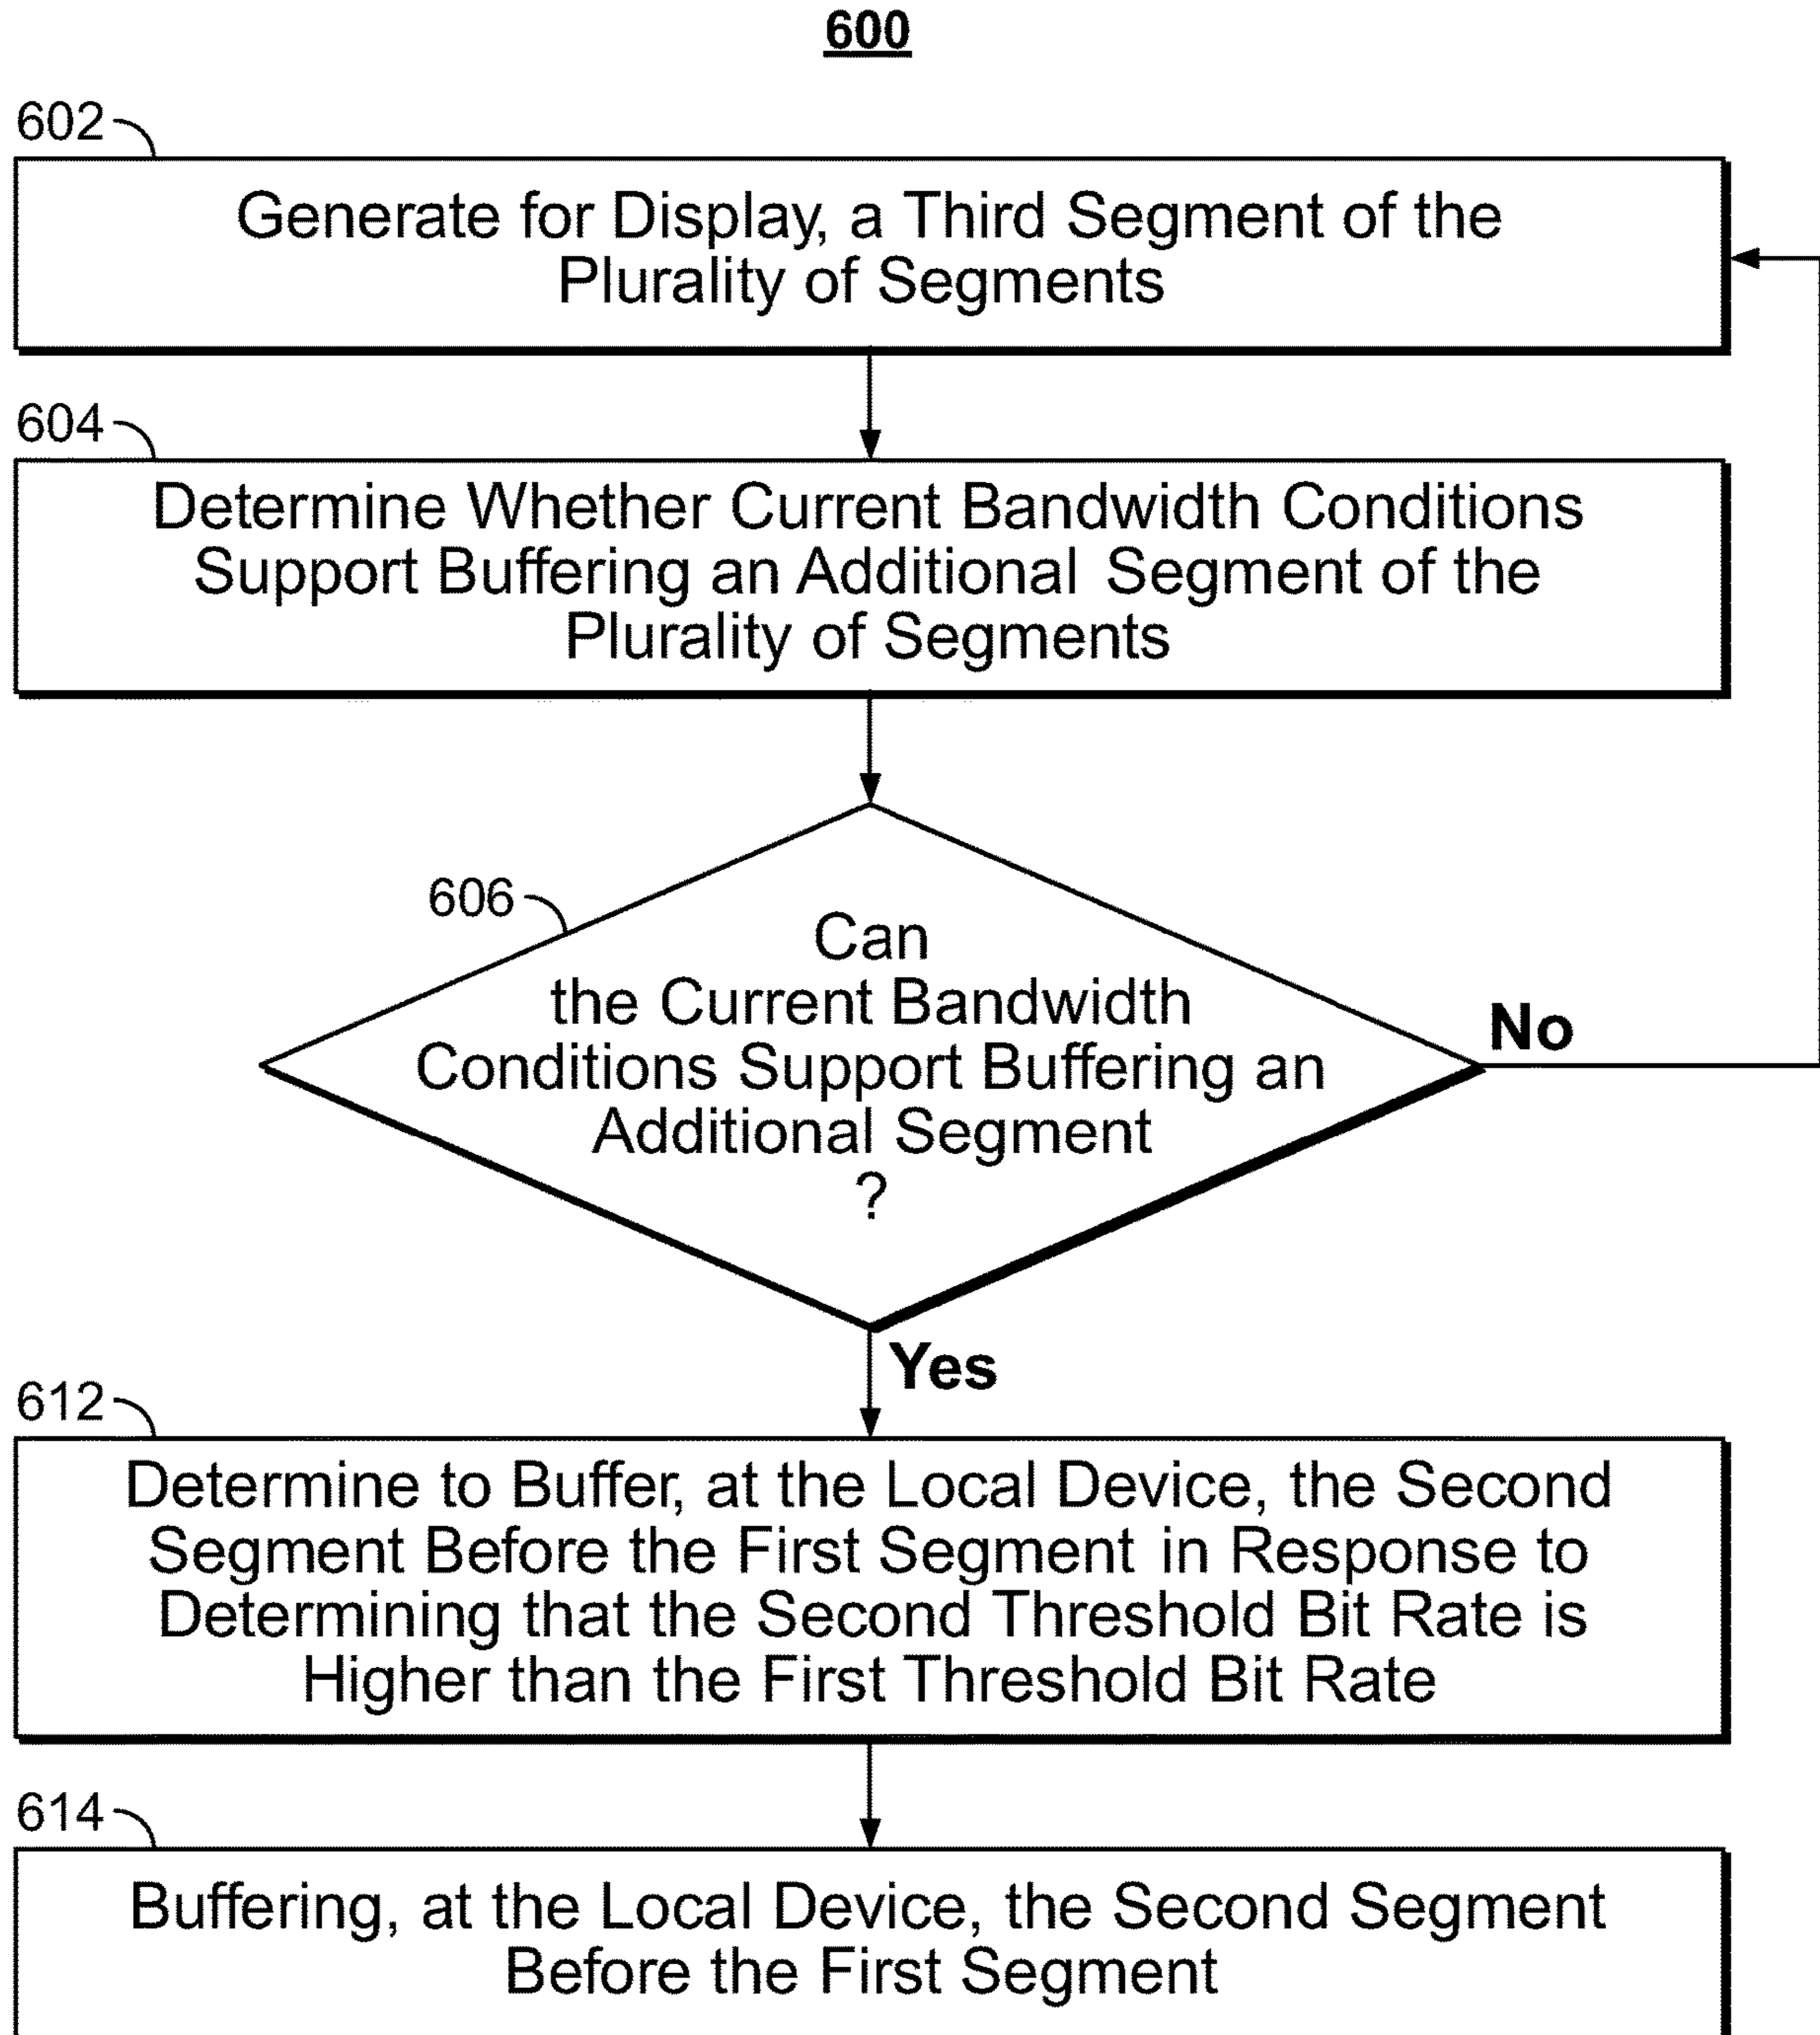 600
602
Generate for Display, a Third Segment of the
Plurality of Segments
604
Determine Whether Current Bandwidth Conditions
Support Buffering an Additional Segment of the
Plurality of Segments
606
Can
the Current Bandwidth
Conditions Support Buffering an
Additional Segment
?
No
Yes
612
Determine to Buffer, at the Local Device, the Second
Segment Before the First Segment in Response to
Determining that the Second Threshold Bit Rate is
Higher than the First Threshold Bit Rate
614
Buffering, at the Local Device, the Second Segment
Before the First Segment